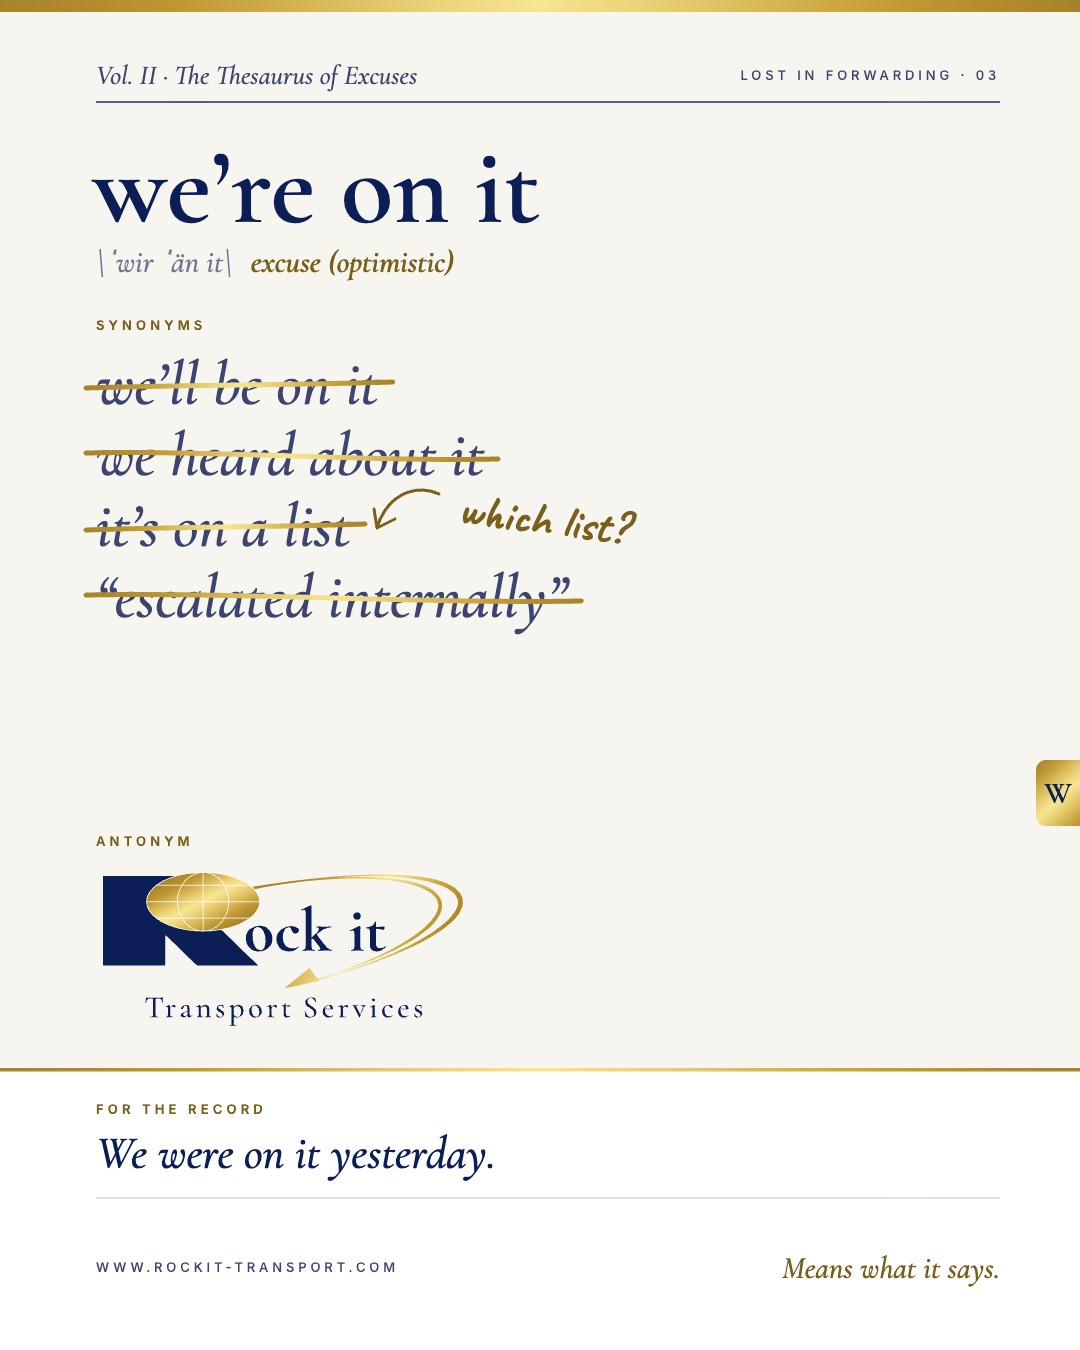 Vol. II · The Thesaurus of Excuses
LOST IN FORWARDING · 03
we’re on it
\ ˈwir ˈän it\ excuse (optimistic)
SYNONYMS
we’ll be on it
we heard about it
it’s on a list
which list?
“escalated internally”
W
ANTONYM
Rock it
Transport Services
FOR THE RECORD
We were on it yesterday.
WWW.ROCKIT-TRANSPORT.COM
Means what it says.